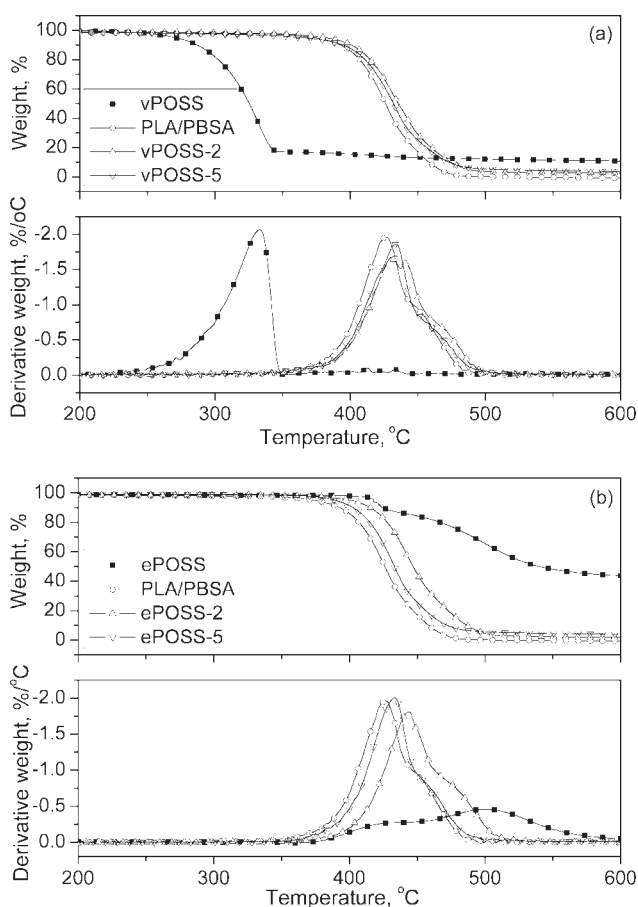 (a)
100
80
60
40
20
0
Weight, %
vPOSS
PLA/PBSA
vPOSS-2
vPOSS-5
-2.0
-1.5
-1.0
-0.5
0.0
Derivative weight, %/oC
200 300 400 500 600
Temperature, °C
(b)
100
80
60
40
20
0
Weight, %
ePOSS
PLA/PBSA
ePOSS-2
ePOSS-5
-2.0
-1.5
-1.0
-0.5
0.0
Derivative weight, %/°C
200 300 400 500 600
Temperature, °C